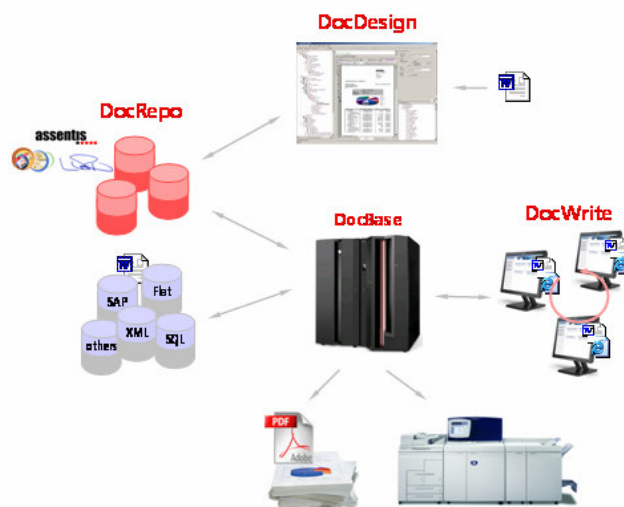 DocDesign
DocRepo
assentis
DocBase
DocWrite
SAP
Flat
others
XML
SQL
PDF
Adobe